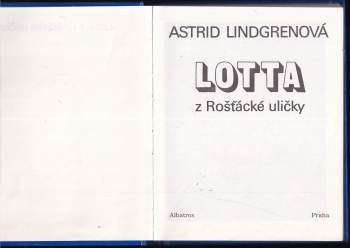 ASTRID LINDGRENOVÁ
LOTTA
z Rošťácké uličky
Albatros Praha